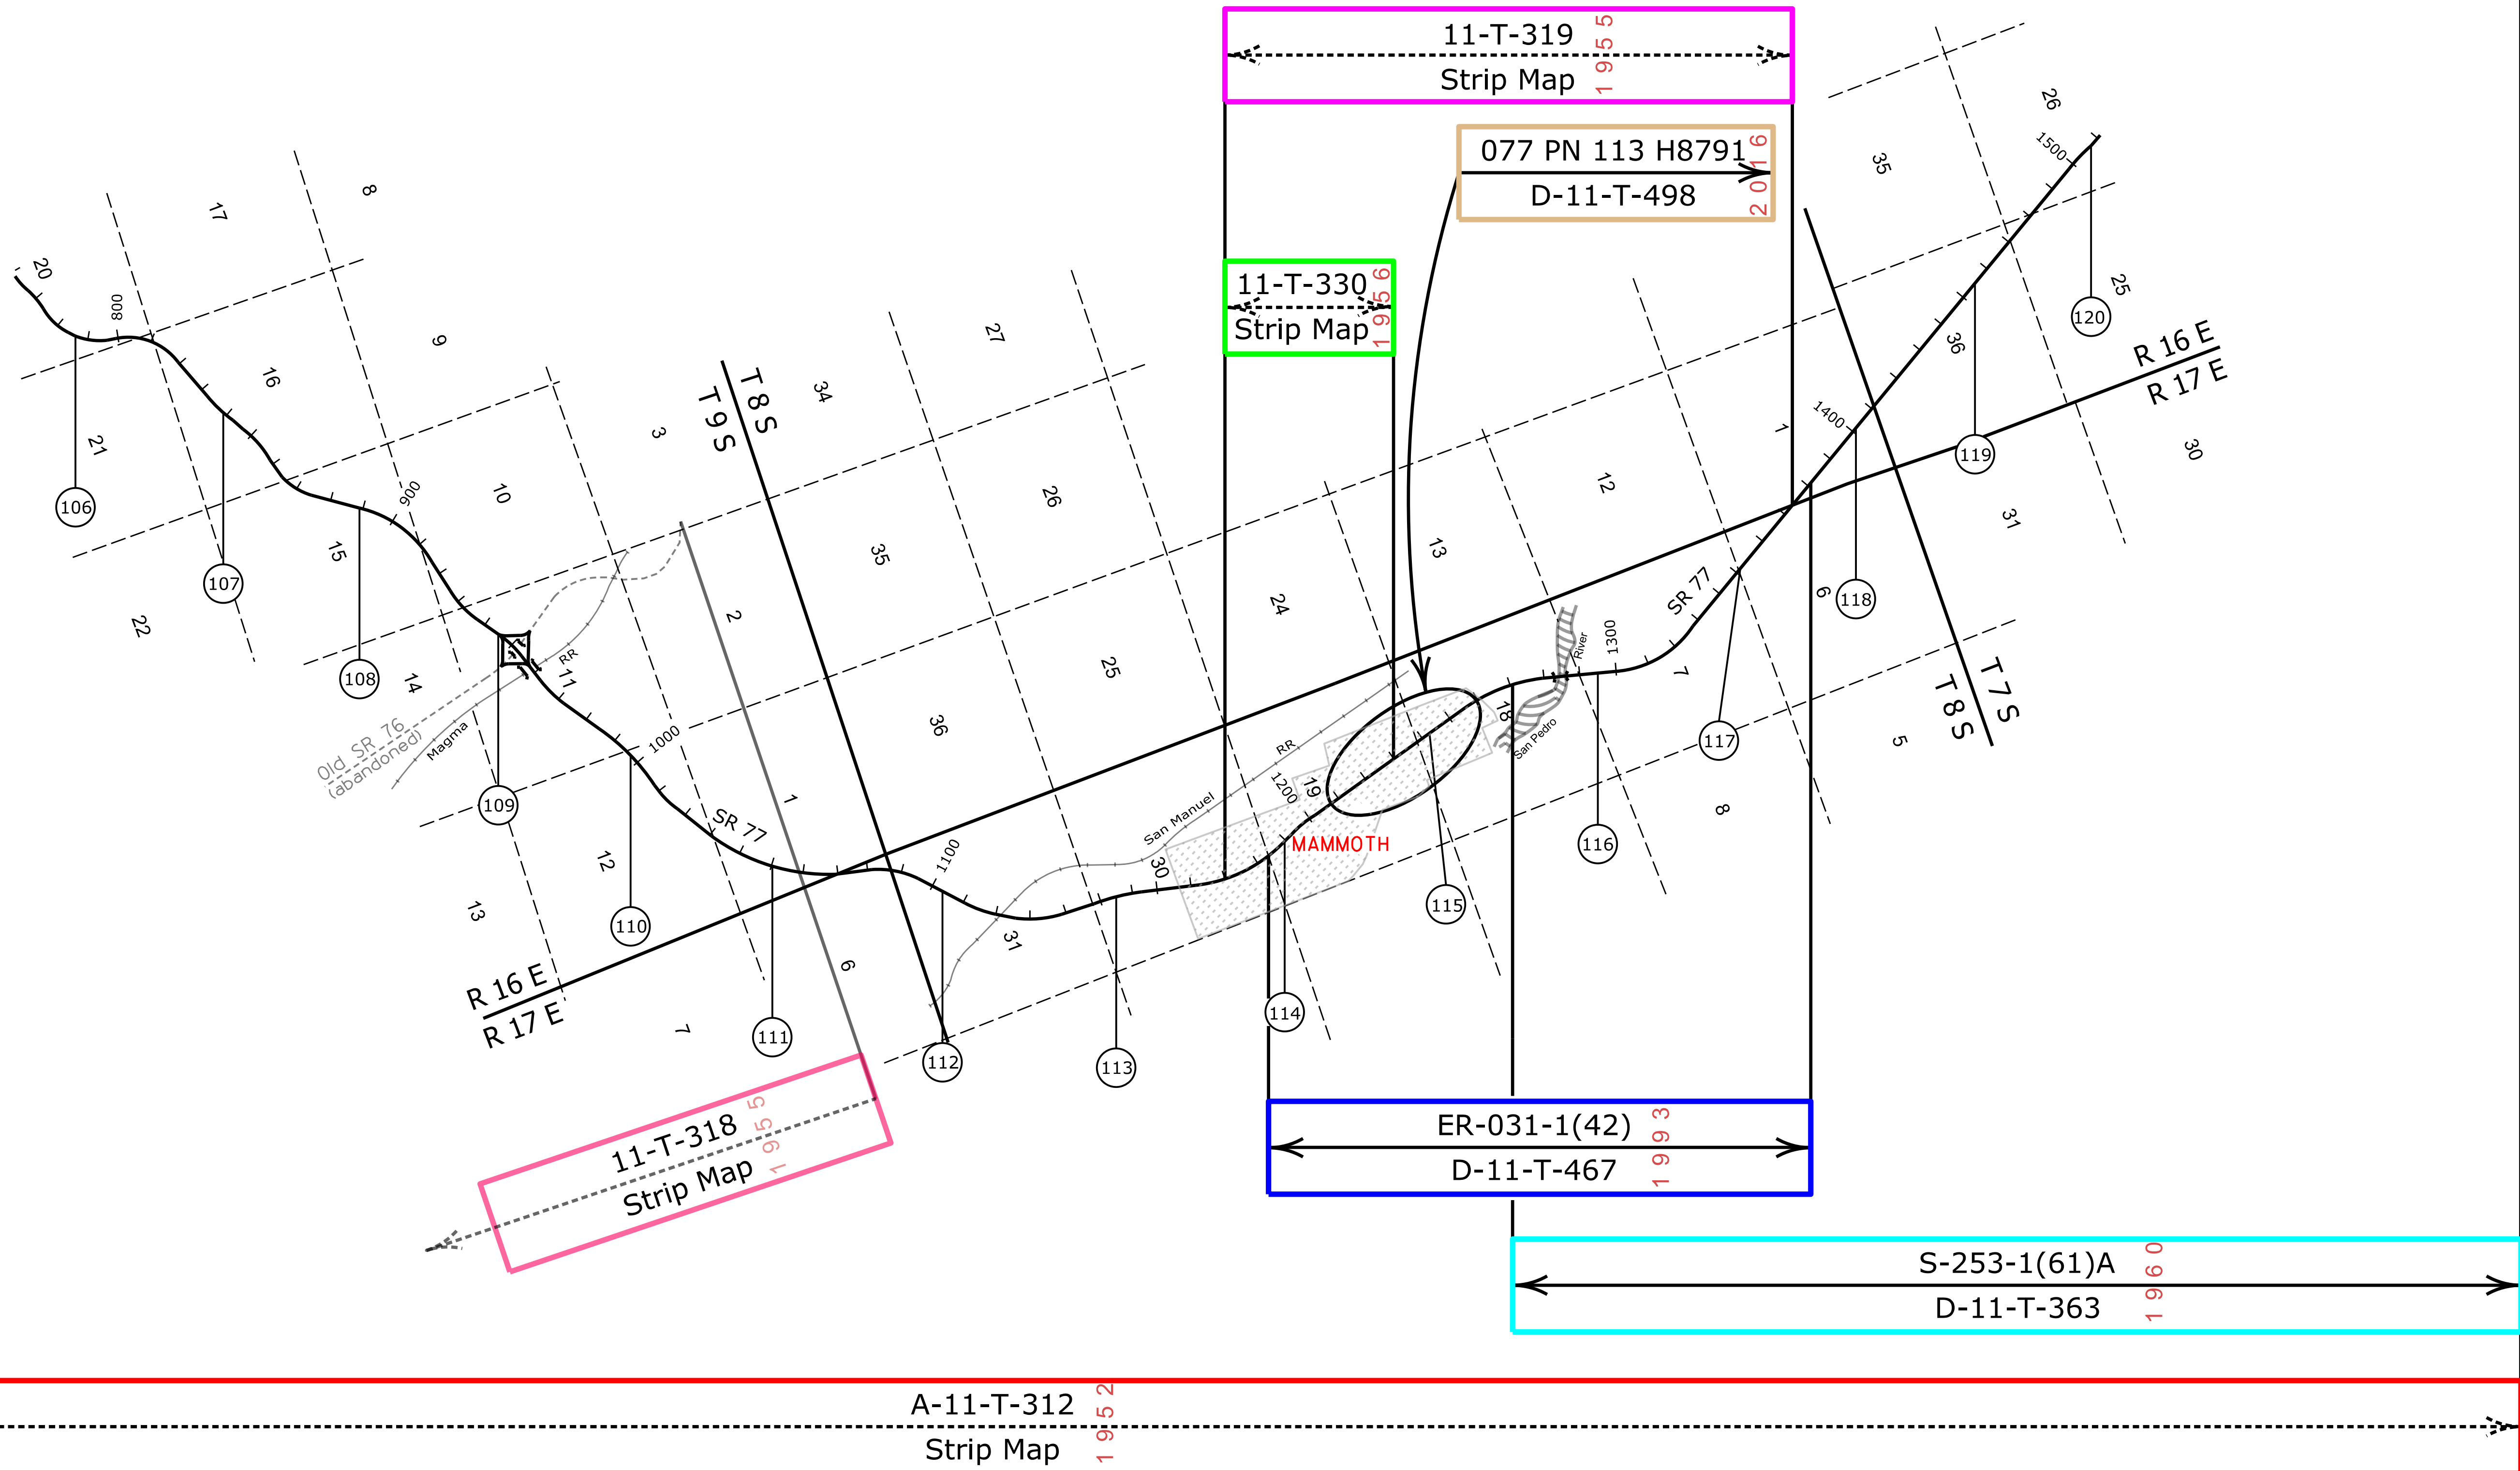 11-T-319
1955
Strip Map
077 PN 113 H8791
2016
D-11-T-498
11-T-330
1956
Strip Map
26
35
1500
25
120
36
R 16 E
R 17 E
30
119
31
1400
118
1
12
13
24
6
5
T 7 S
T 8 S
117
SR 77
7
8
1300
River
San Pedro
18
116
115
RR
1200
19
MAMMOTH
San Manuel
30
114
113
25
36
26
35
27
34
T 8 S
T 9 S
8
17
20
800
9
16
21
106
107
22
900
10
15
108
3
2
14
11
RR
Magma
Old SR 76
(abandoned)
109
1000
SR 77
1
12
13
110
111
R 16 E
R 17 E
7
6
1100
31
112
11-T-318
1955
Strip Map
ER-031-1(42)
1993
D-11-T-467
S-253-1(61)A
1960
D-11-T-363
A-11-T-312
1952
Strip Map